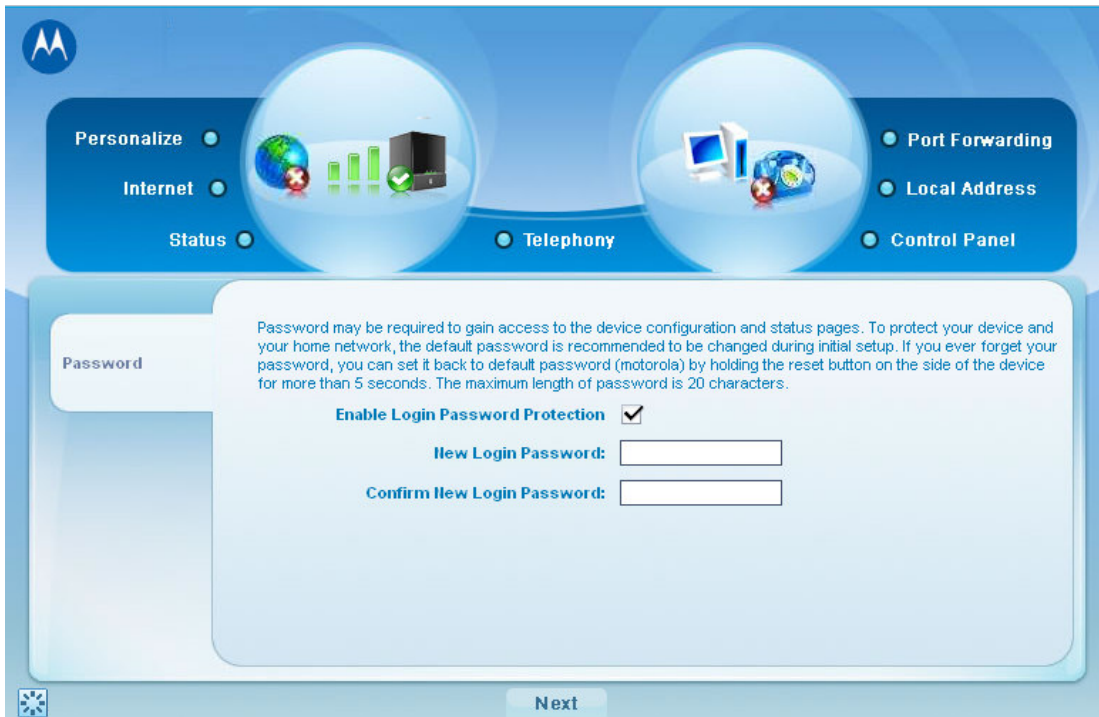 Personalize
Internet
Status
Telephony
Port Forwarding
Local Address
Control Panel
Password
Password may be required to gain access to the device configuration and status pages. To protect your device and
your home network, the default password is recommended to be changed during initial setup. If you ever forget your
password, you can set it back to default password (motorola) by holding the reset button on the side of the device
for more than 5 seconds. The maximum length of password is 20 characters.
Enable Login Password Protection
New Login Password:
Confirm New Login Password:
Next